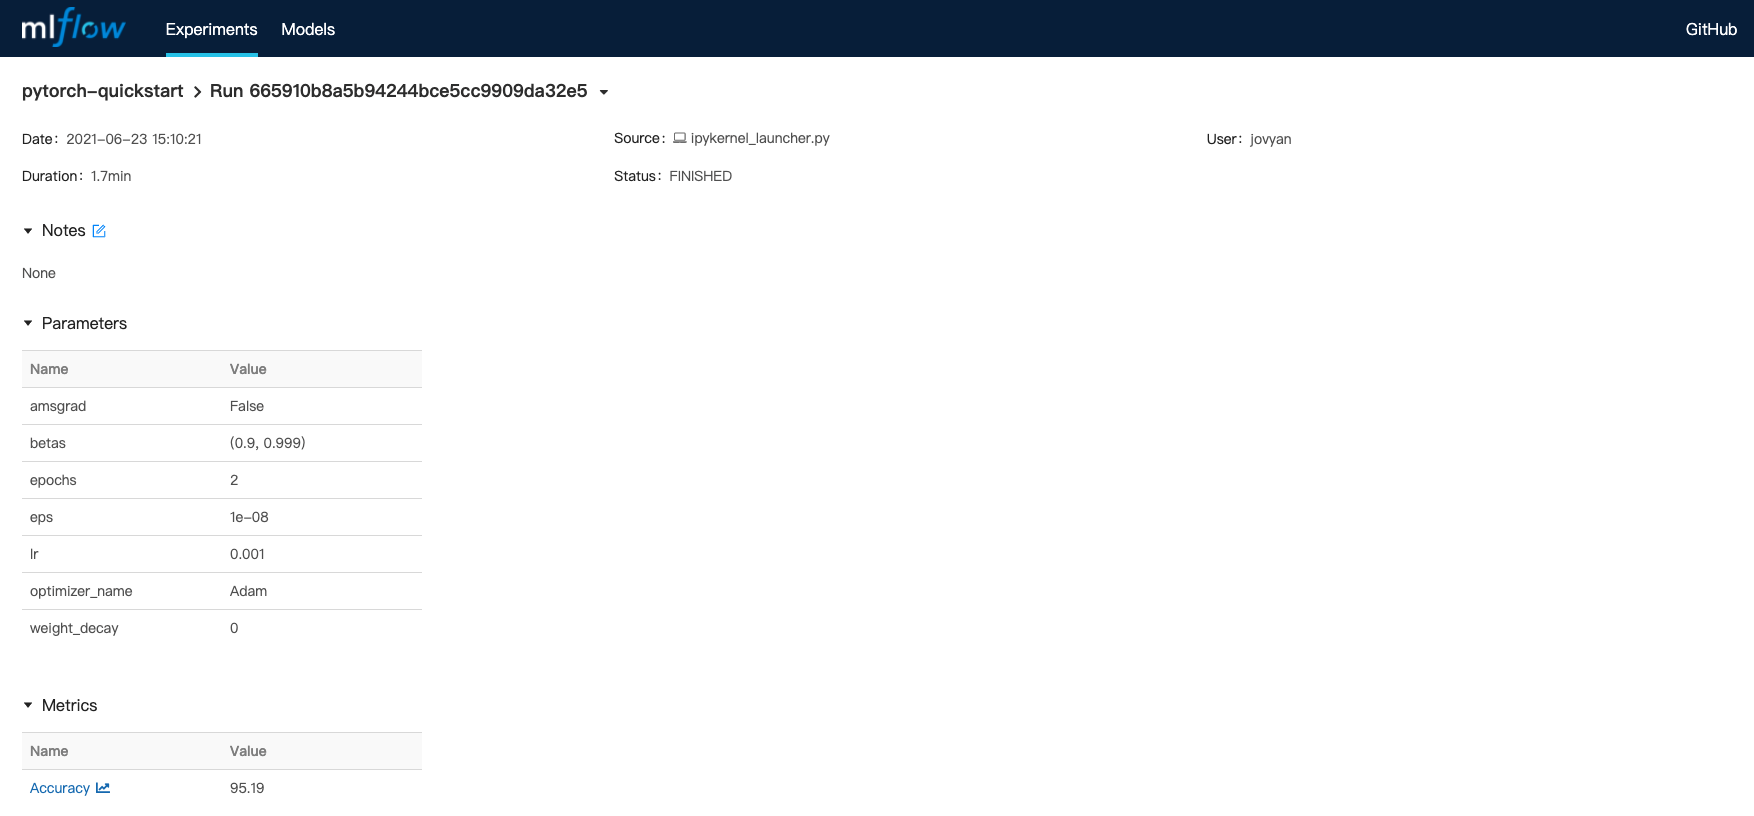 mlflow Experiments Models GitHub
pytorch-quickstart > Run 665910b8a5b94244bce5cc9909da32e5
Date: 2021-06-23 15:10:21 Source: ipykernel_launcher.py User: jovyan
Duration: 1.7min Status: FINISHED
Notes
None
Parameters
Name Value
amsgrad False
betas (0.9, 0.999)
epochs 2
eps 1e-08
lr 0.001
optimizer_name Adam
weight_decay 0
Metrics
Name Value
Accuracy 95.19